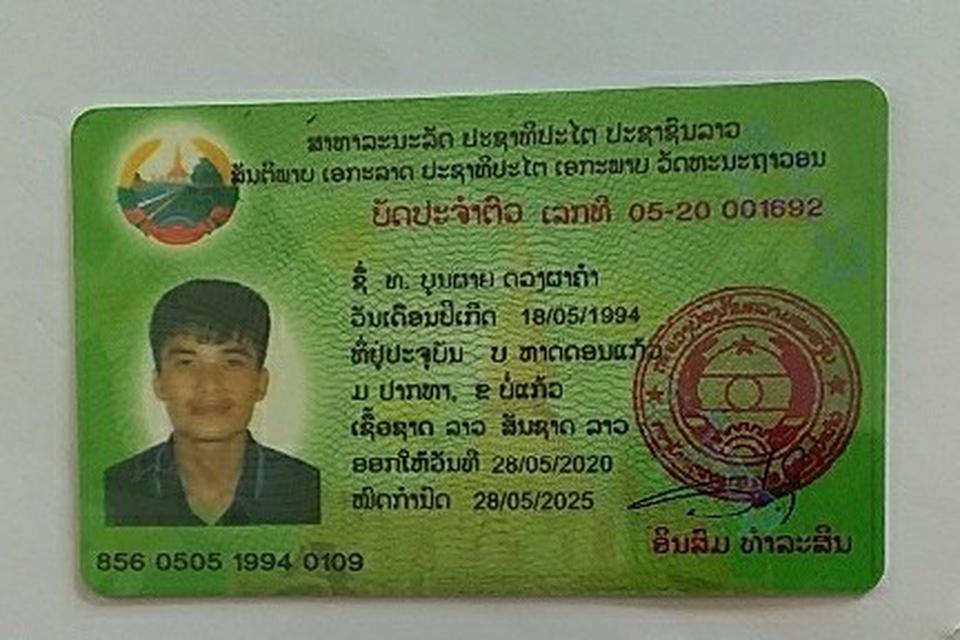 ສາທາລະນະລັດ ປະຊາທິປະໄຕ ປະຊາຊົນລາວ
ສັນຕິພາບ ເອກະລາດ ປະຊາທິປະໄຕ ເອກະພາບ ວັດທະນະຖາວອນ
ບັດປະຈຳຕົວ ເລກທີ 05-20 001692
ຊື່ ທ. ບຸນຜາຍ ດວງຜາຄຳ
ວັນເດືອນປີເກີດ 18/05/1994
ທີ່ຢູ່ປະຈຸບັນ ບ ຫາດດອນແກ້ວ
ມ ປາກທາ, ຂ ບໍ່ແກ້ວ
ເຊື້ອຊາດ ລາວ ສັນຊາດ ລາວ
ອອກໃຫ້ວັນທີ 28/05/2020
ໝົດກຳນົດ 28/05/2025
ອິນສົມ ທຳລະສິນ
856 0505 1994 0109